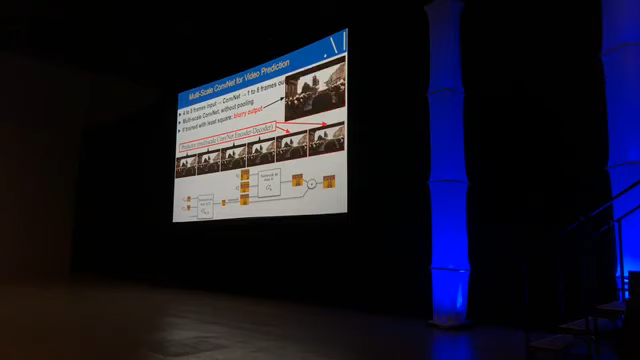 Multi-Scale ConvNet for Video Prediction
4 to 8 frames input → ConvNet → 1 to 8 frames out
Multi-scale ConvNet, without pooling
If trained with least square: blurry output
Predictor (multiscale ConvNet Encoder-Decoder)